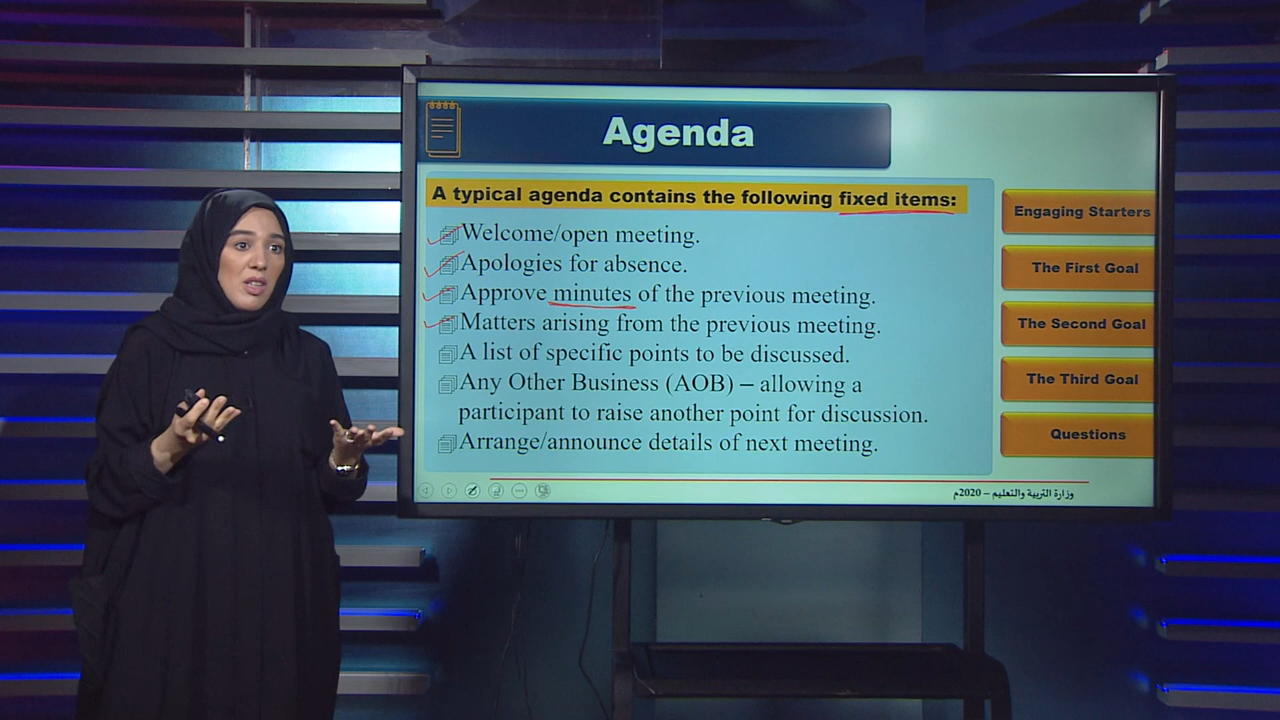 Agenda
A typical agenda contains the following fixed items:
Welcome/open meeting.
Apologies for absence.
Approve minutes of the previous meeting.
Matters arising from the previous meeting.
A list of specific points to be discussed.
Any Other Business (AOB) – allowing a
participant to raise another point for discussion.
Arrange/announce details of next meeting.
Engaging Starters
The First Goal
The Second Goal
The Third Goal
Questions
وزارة التربية والتعليم – 2020م